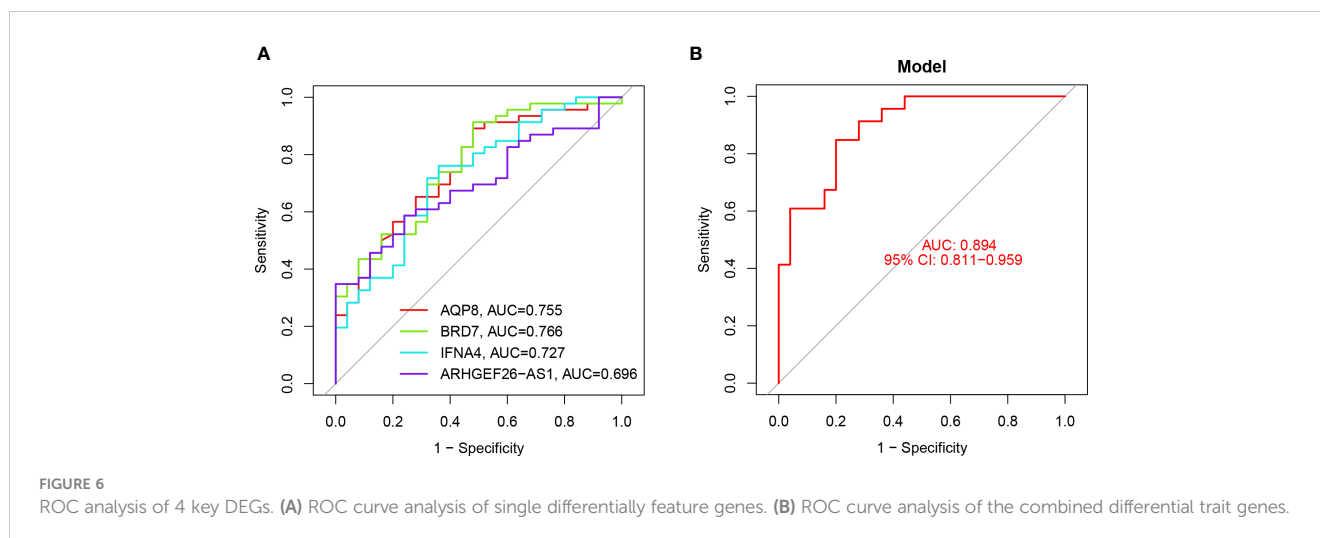 A
Sensitivity
1.0
0.8
0.6
0.4
0.2
0.0
AQP8, AUC=0.755
BRD7, AUC=0.766
IFNA4, AUC=0.727
ARHGEF26−AS1, AUC=0.696
0.0 0.2 0.4 0.6 0.8 1.0
1 − Specificity
B
Model
Sensitivity
1.0
0.8
0.6
0.4
0.2
0.0
AUC: 0.894
95% CI: 0.811−0.959
0.0 0.2 0.4 0.6 0.8 1.0
1 − Specificity
FIGURE 6
ROC analysis of 4 key DEGs. (A) ROC curve analysis of single differentially feature genes. (B) ROC curve analysis of the combined differential trait genes.